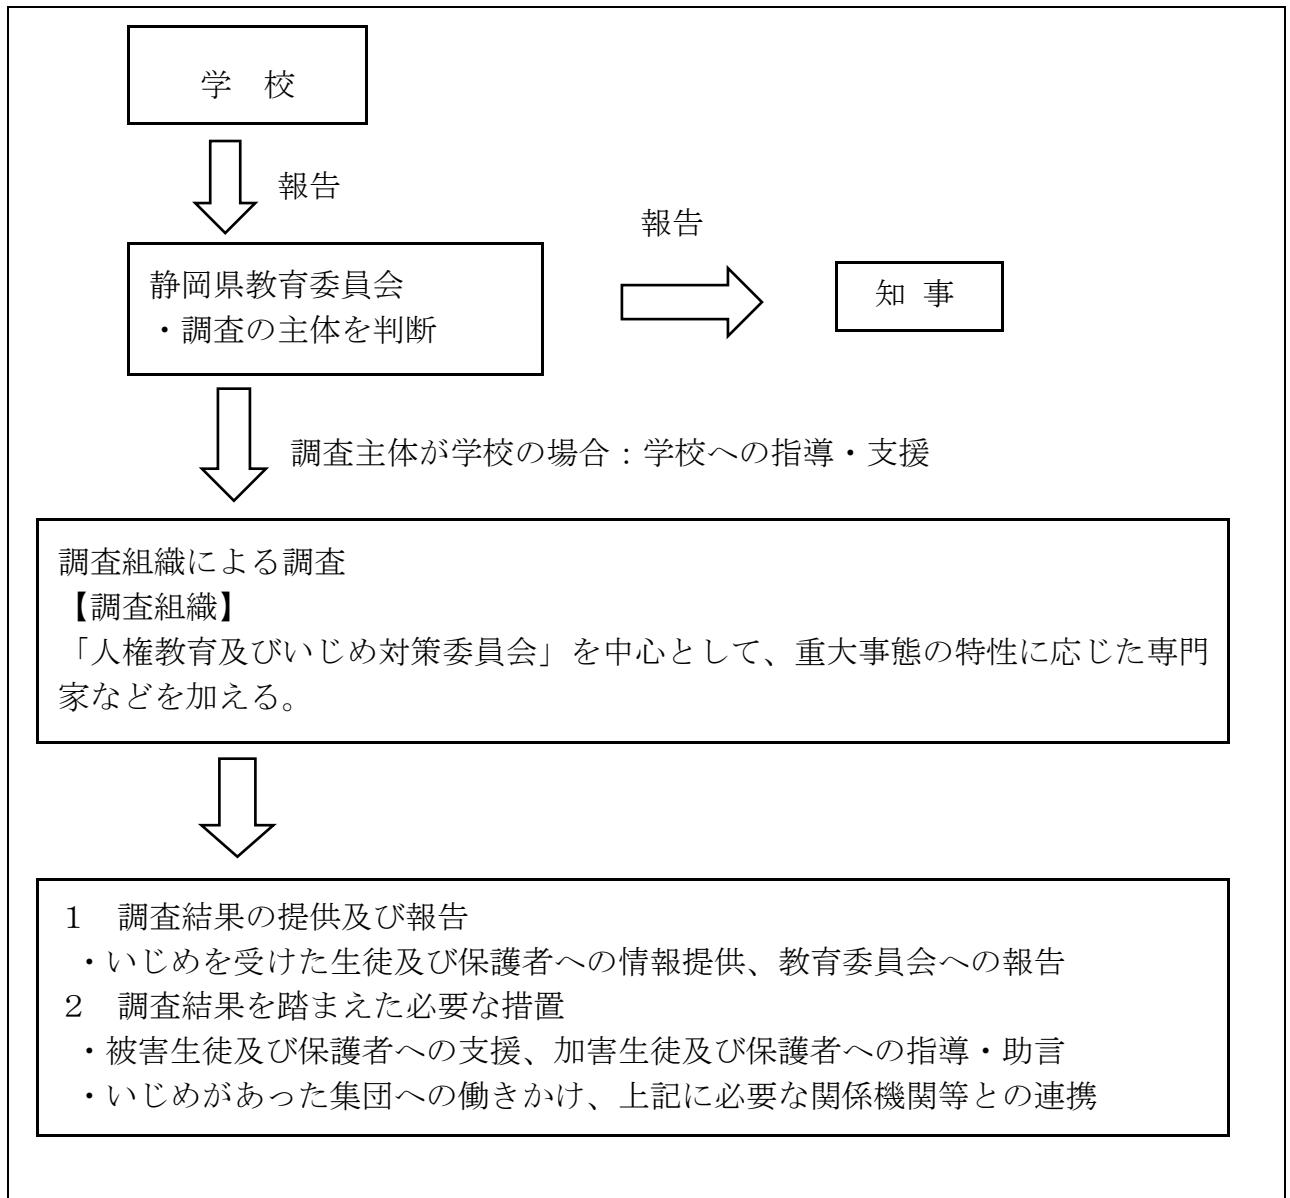 学　校
報告
報告
静岡県教育委員会
・調査の主体を判断
知 事
調査主体が学校の場合：学校への指導・支援
調査組織による調査
【調査組織】
「人権教育及びいじめ対策委員会」を中心として、重大事態の特性に応じた専門
家などを加える。
１　調査結果の提供及び報告
・いじめを受けた生徒及び保護者への情報提供、教育委員会への報告
２　調査結果を踏まえた必要な措置
・被害生徒及び保護者への支援、加害生徒及び保護者への指導・助言
・いじめがあった集団への働きかけ、上記に必要な関係機関等との連携